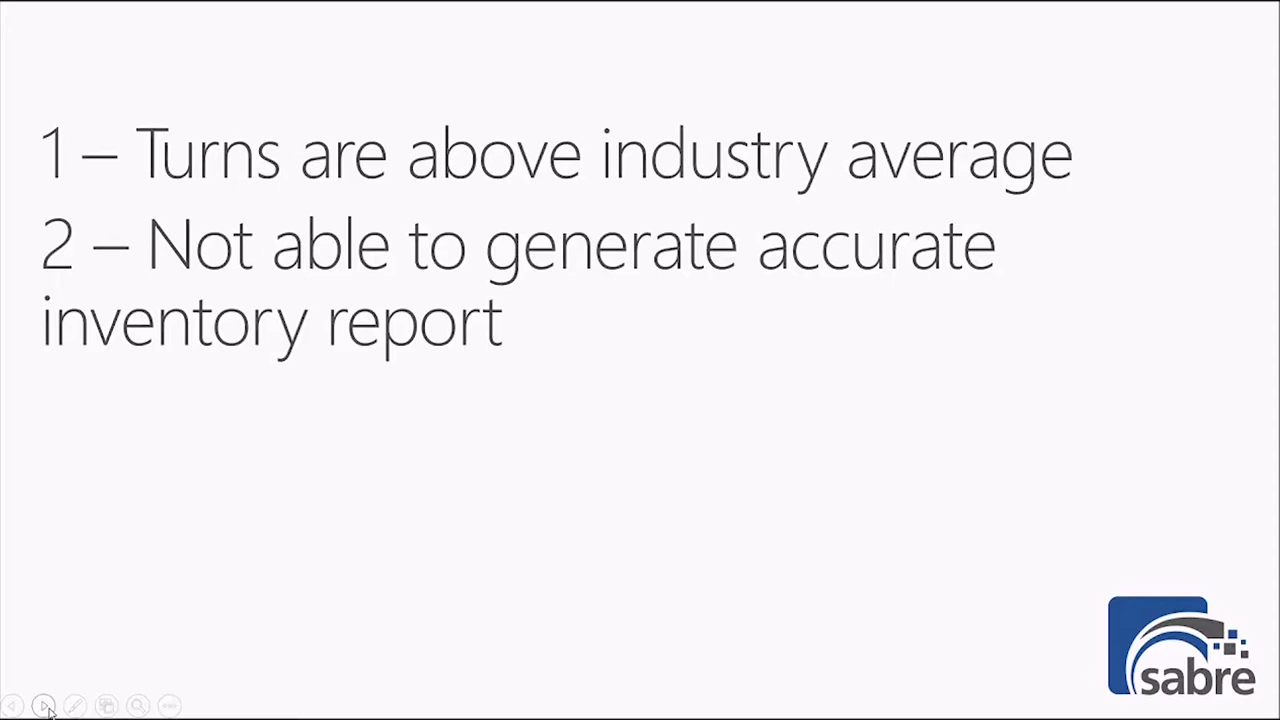 1 – Turns are above industry average
2 – Not able to generate accurate
inventory report
sabre